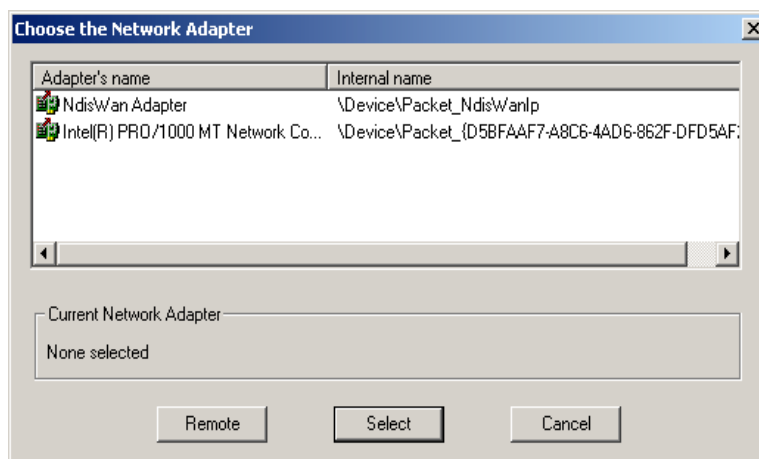 Choose the Network Adapter
Adapter's name Internal name
NdisWan Adapter \Device\Packet_NdisWanIp
Intel(R) PRO/1000 MT Network Co... \Device\Packet_{D5BFAAF7-A8C6-4AD6-862F-DFD5AF2
Current Network Adapter
None selected
Remote Select Cancel